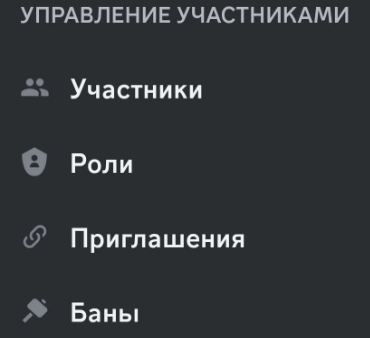 УПРАВЛЕНИЕ УЧАСТНИКАМИ
Участники
Роли
Приглашения
Баны